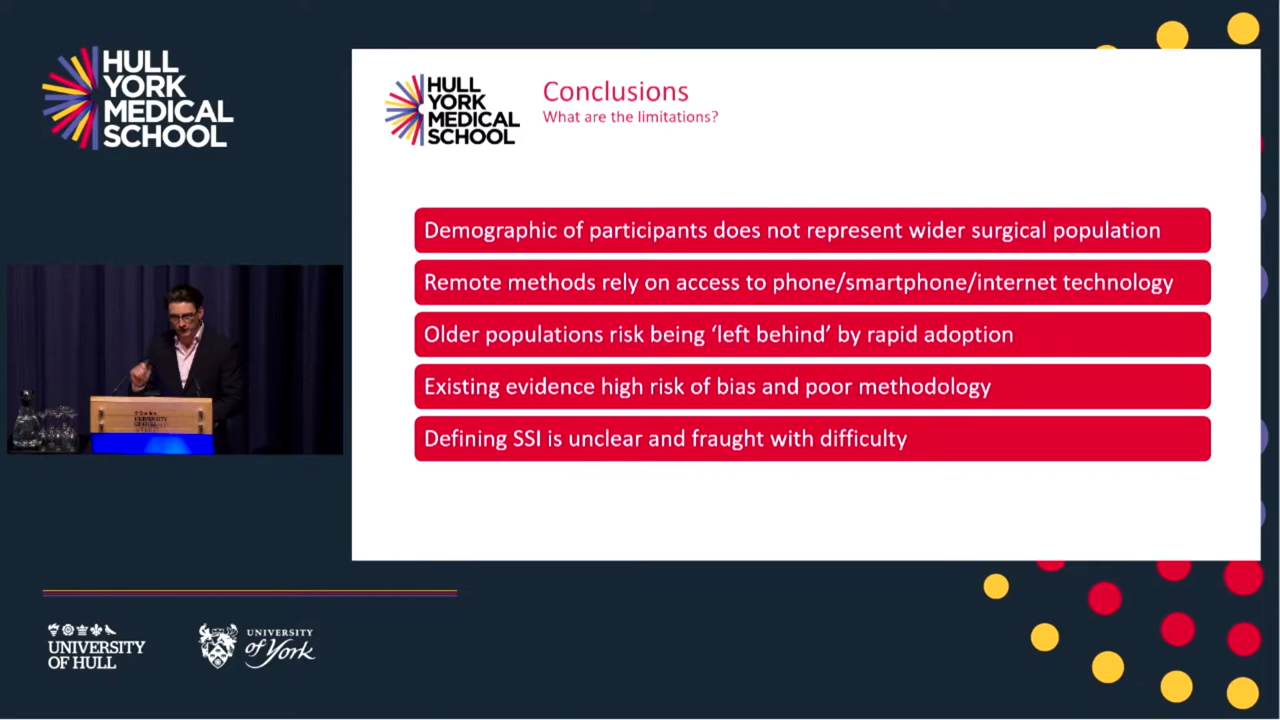 HULL
YORK
MEDICAL
SCHOOL
HULL
YORK
MEDICAL
SCHOOL
Conclusions
What are the limitations?
Demographic of participants does not represent wider surgical population
Remote methods rely on access to phone/smartphone/internet technology
Older populations risk being ‘left behind’ by rapid adoption
Existing evidence high risk of bias and poor methodology
Defining SSI is unclear and fraught with difficulty
UNIVERSITY
OF HULL
UNIVERSITY
of York